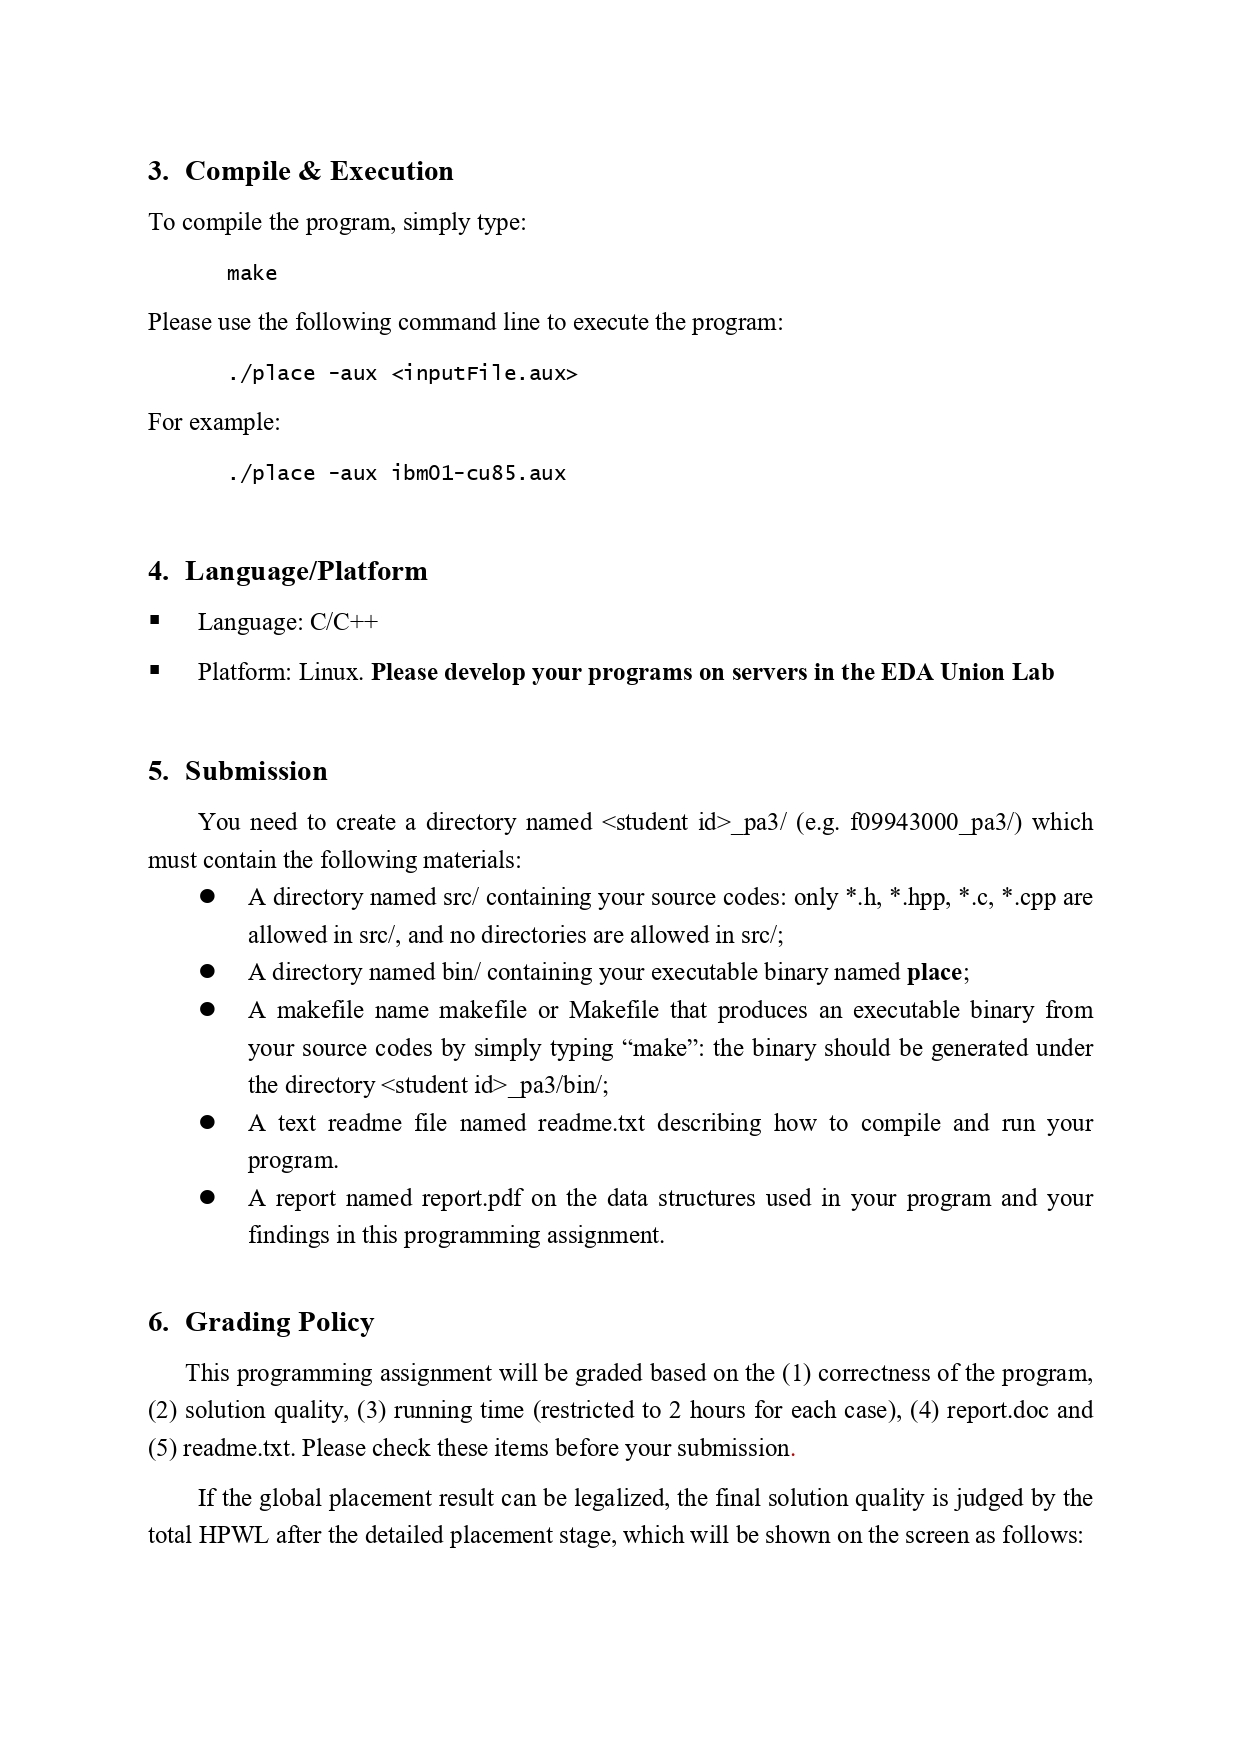 3. Compile & Execution
To compile the program, simply type:
make
Please use the following command line to execute the program:
./place -aux <inputFile.aux>
For example:
./place -aux ibm01-cu85.aux
4. Language/Platform
▪ Language: C/C++
▪ Platform: Linux. Please develop your programs on servers in the EDA Union Lab
5. Submission
You need to create a directory named <student id>_pa3/ (e.g. f09943000_pa3/) which
must contain the following materials:
● A directory named src/ containing your source codes: only *.h, *.hpp, *.c, *.cpp are
allowed in src/, and no directories are allowed in src/;
● A directory named bin/ containing your executable binary named place;
● A makefile name makefile or Makefile that produces an executable binary from
your source codes by simply typing “make”: the binary should be generated under
the directory <student id>_pa3/bin/;
● A text readme file named readme.txt describing how to compile and run your
program.
● A report named report.pdf on the data structures used in your program and your
findings in this programming assignment.
6. Grading Policy
This programming assignment will be graded based on the (1) correctness of the program,
(2) solution quality, (3) running time (restricted to 2 hours for each case), (4) report.doc and
(5) readme.txt. Please check these items before your submission.
If the global placement result can be legalized, the final solution quality is judged by the
total HPWL after the detailed placement stage, which will be shown on the screen as follows: